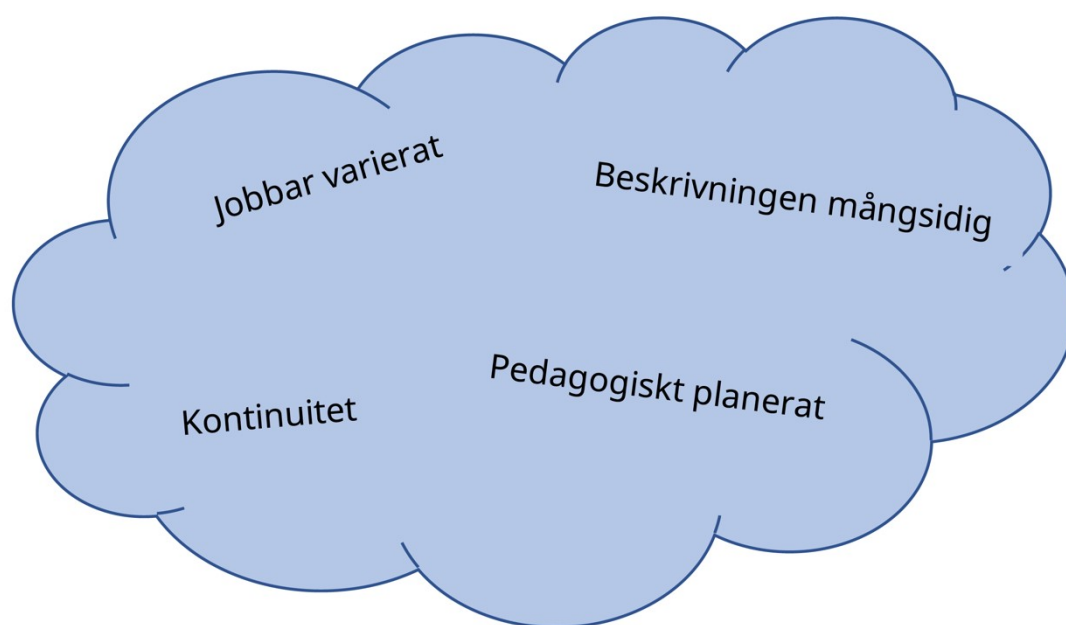 Jobbar varierat
Beskrivningen mångsidig
Pedagogiskt planerat
Kontinuitet